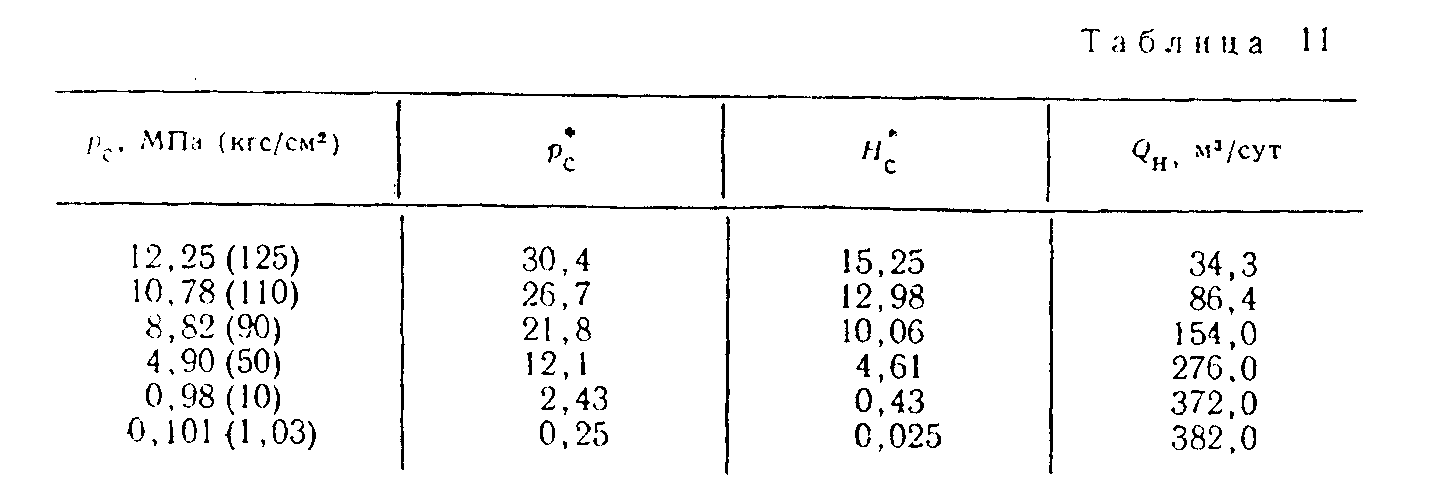 Таблица 11
p_c, МПа (кгс/см²) p_c^* H_c^* Q_н, м³/сут
12,25 (125) 30,4 15,25 34,3
10,78 (110) 26,7 12,98 86,4
8,82 (90) 21,8 10,06 154,0
4,90 (50) 12,1 4,61 276,0
0,98 (10) 2,43 0,43 372,0
0,101 (1,03) 0,25 0,025 382,0